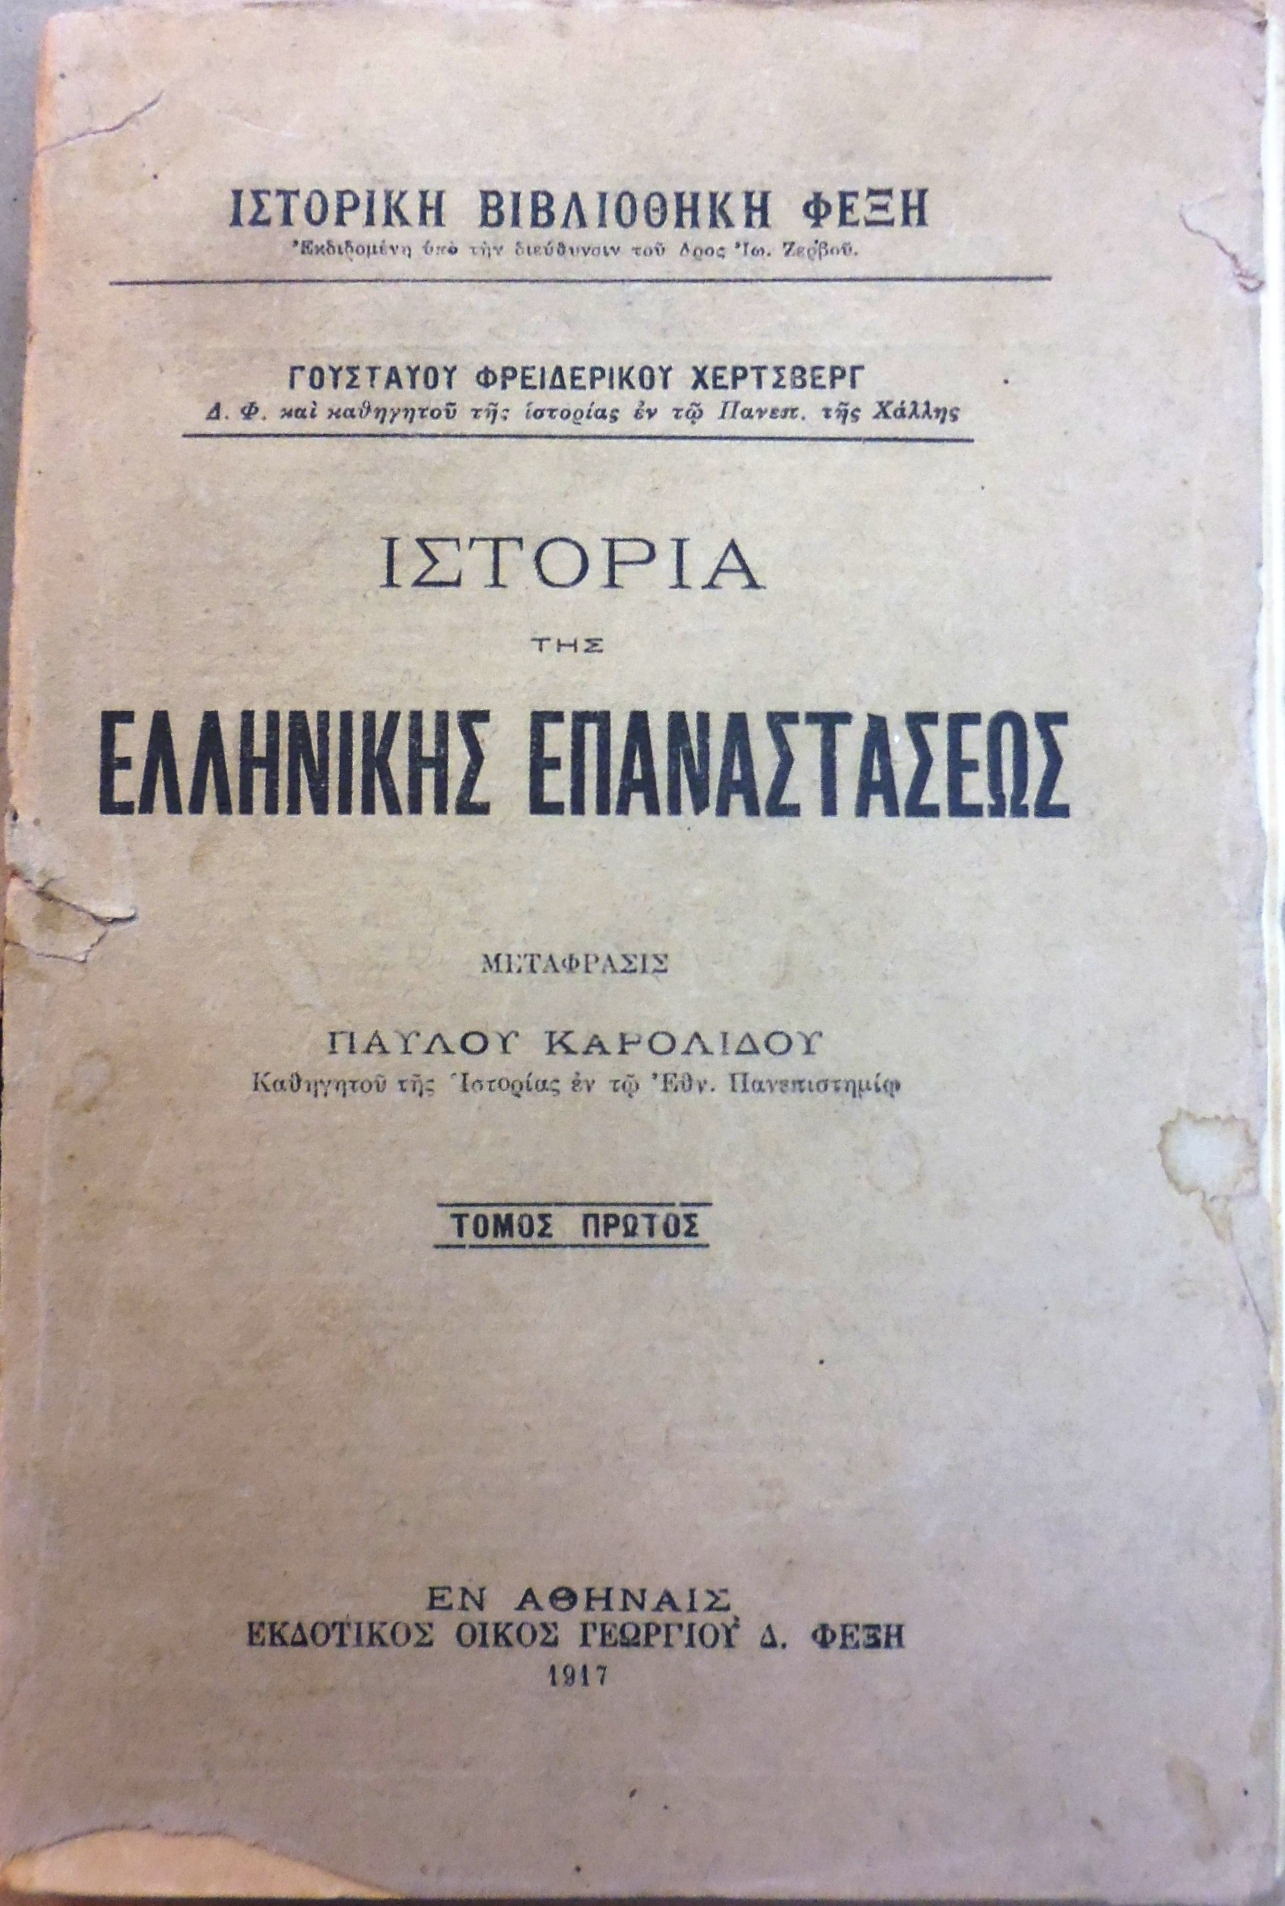 ΙΣΤΟΡΙΚΗ ΒΙΒΛΙΟΘΗΚΗ ΦΕΞΗ
Ἐκδιδομένη ὑπὸ τὴν διεύθυνσιν τοῦ Δρος Ἰω. Ζερβοῦ.
ΓΟΥΣΤΑΥΟΥ ΦΡΕΙΔΕΡΙΚΟΥ ΧΕΡΤΣΒΕΡΓ
Δ. Φ. καὶ καθηγητοῦ τῆς ἱστορίας ἐν τῷ Πανεπ. τῆς Χάλλης
ΙΣΤΟΡΙΑ
ΤΗΣ
ΕΛΛΗΝΙΚΗΣ ΕΠΑΝΑΣΤΑΣΕΩΣ
ΜΕΤΑΦΡΑΣΙΣ
ΠΑΥΛΟΥ ΚΑΡΟΛΙΔΟΥ
Καθηγητοῦ τῆς Ἱστορίας ἐν τῷ Ἐθν. Πανεπιστημίῳ
ΤΟΜΟΣ ΠΡΩΤΟΣ
ΕΝ ΑΘΗΝΑΙΣ
ΕΚΔΟΤΙΚΟΣ ΟΙΚΟΣ ΓΕΩΡΓΙΟΥ Δ. ΦΕΞΗ
1917